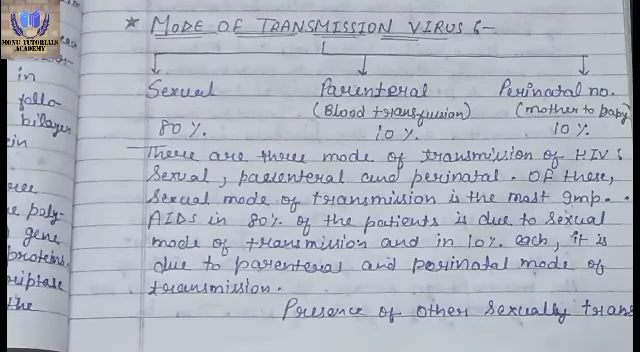 MONU TUTORIALS
ACADEMY
* MODE OF TRANSMISSION VIRUS :-
Sexual Parenteral Perinatal no.
(Blood transfusion) (mother to baby)
80%. 10%. 10%.
There are three mode of transmission of HIV :
Sexual, parenteral and perinatal. Of these,
Sexual mode of transmission is the most Imp..
AIDS in 80% of the patients is due to sexual
mode of transmission and in 10% each, it is
due to parenteral and perinatal mode of
transmission.
Presence of other sexually trans
in
follo-
bilayer
ein
ree
e poly-
gene
proteins.
riptase
the